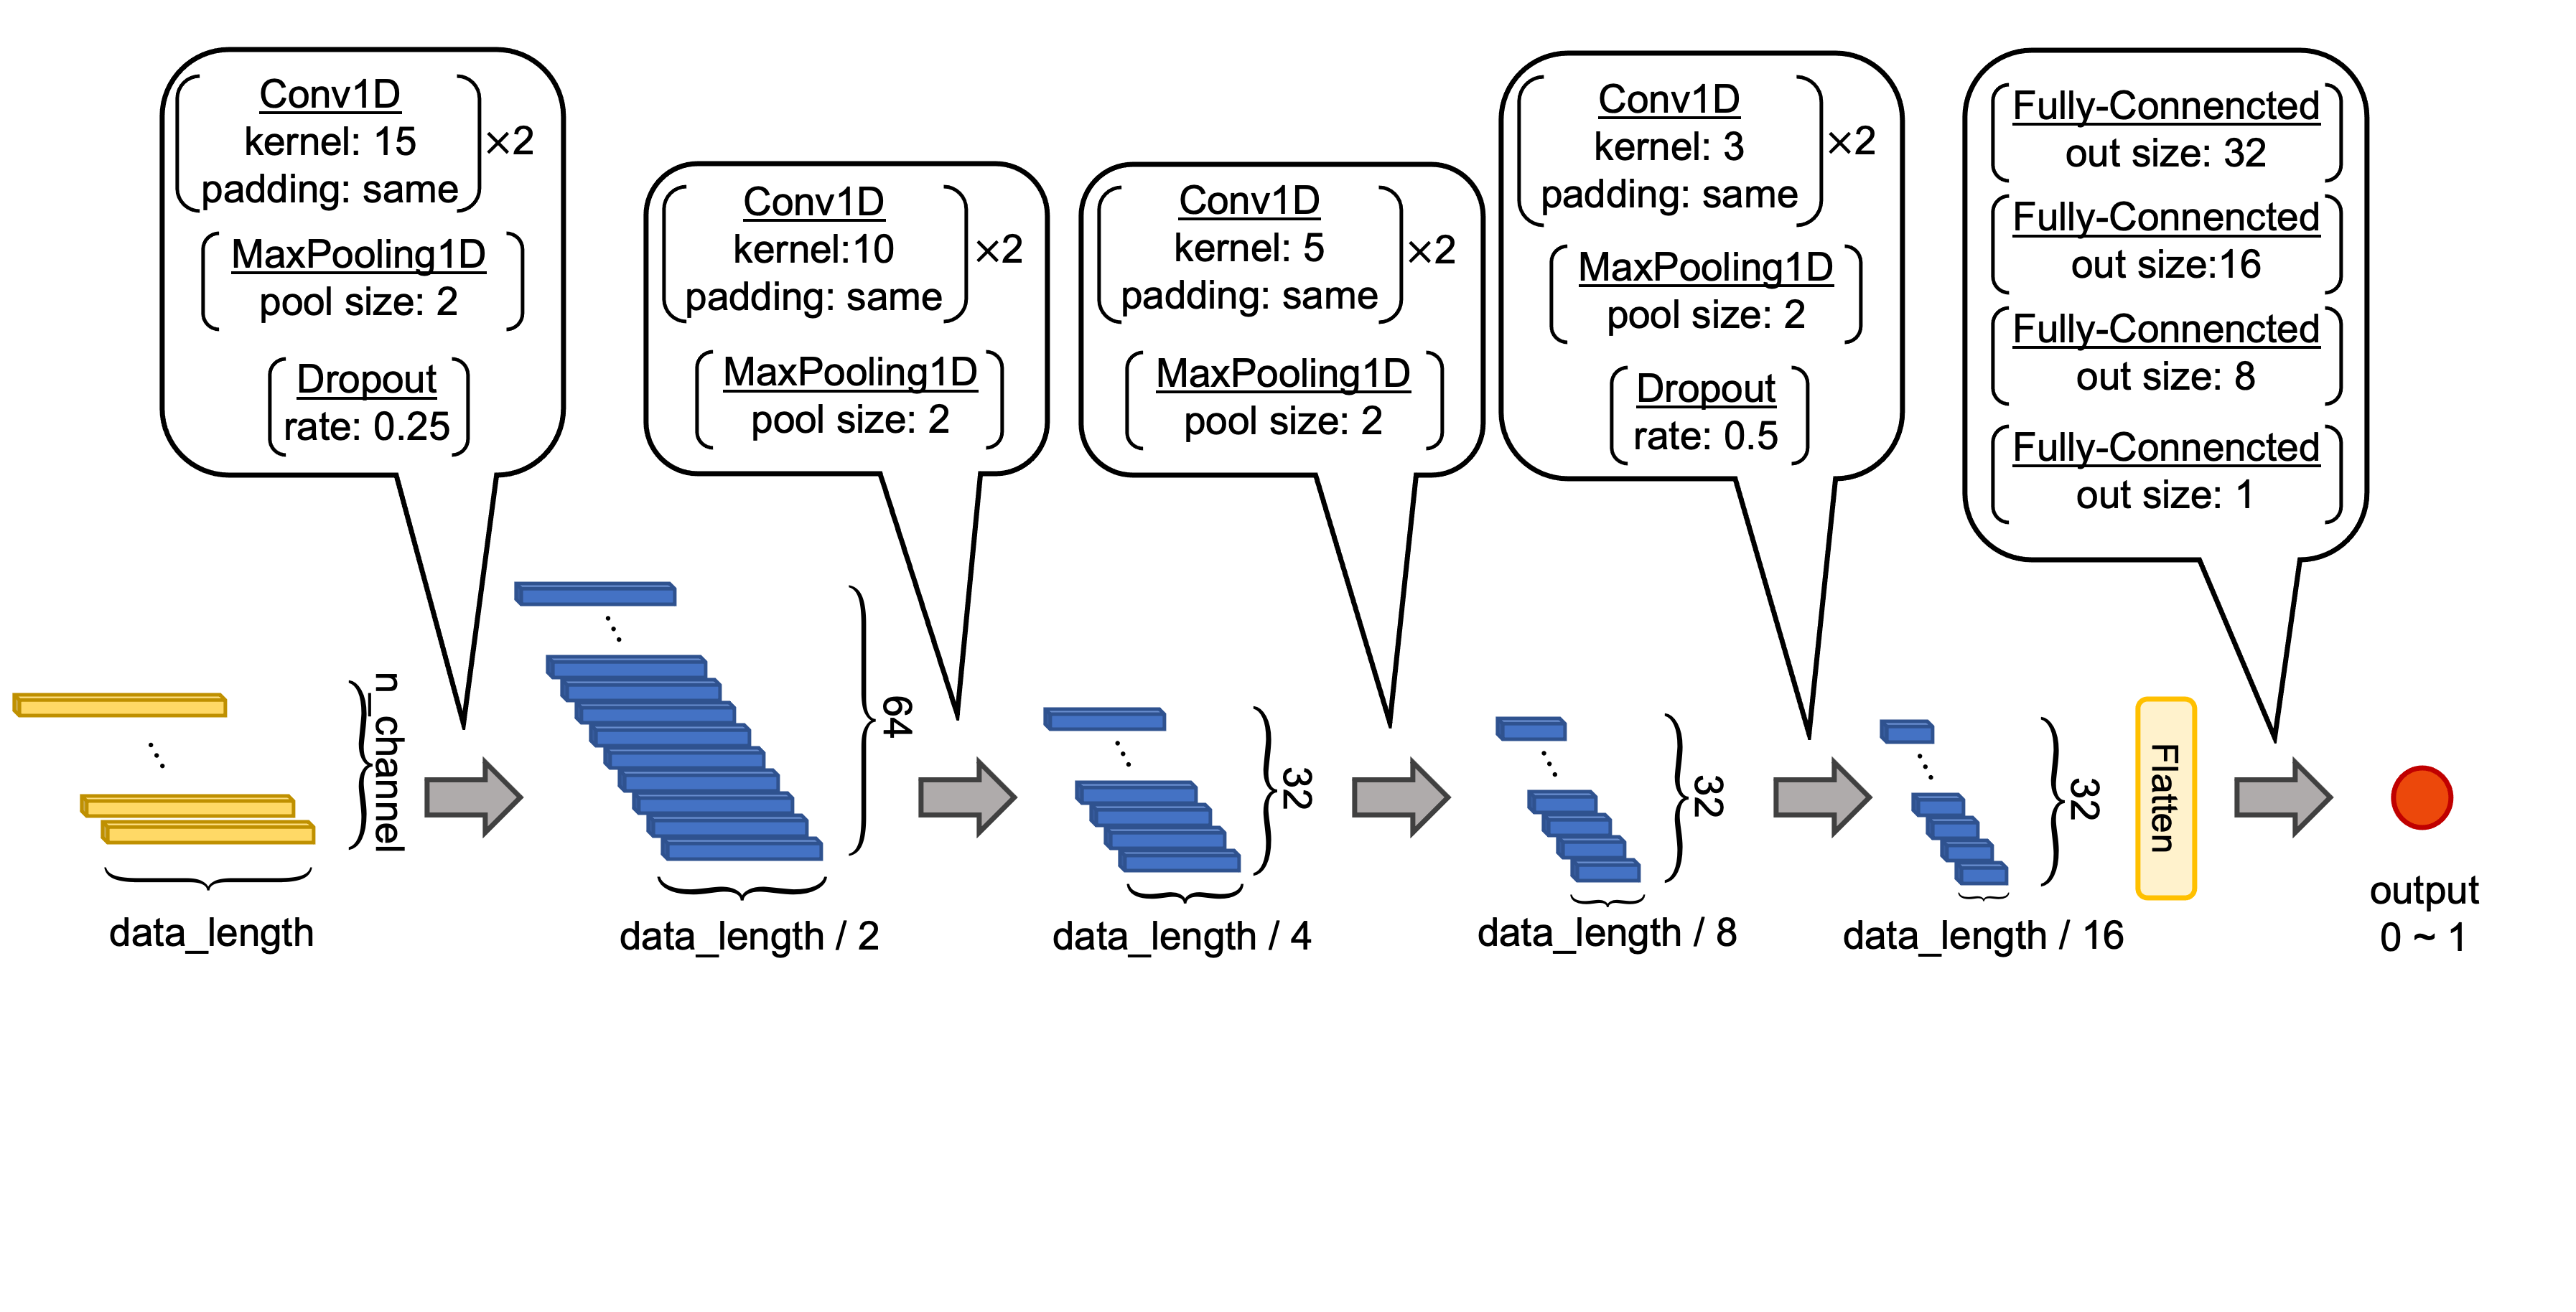 Conv1D
kernel: 15
padding: same
×2
MaxPooling1D
pool size: 2
Dropout
rate: 0.25
Conv1D
kernel:10
padding: same
×2
MaxPooling1D
pool size: 2
Conv1D
kernel: 5
padding: same
×2
MaxPooling1D
pool size: 2
Conv1D
kernel: 3
padding: same
×2
MaxPooling1D
pool size: 2
Dropout
rate: 0.5
Fully-Connencted
out size: 32
Fully-Connencted
out size:16
Fully-Connencted
out size: 8
Fully-Connencted
out size: 1
n_channel
data_length
64
data_length / 2
32
data_length / 4
32
data_length / 8
32
data_length / 16
Flatten
output
0 ~ 1